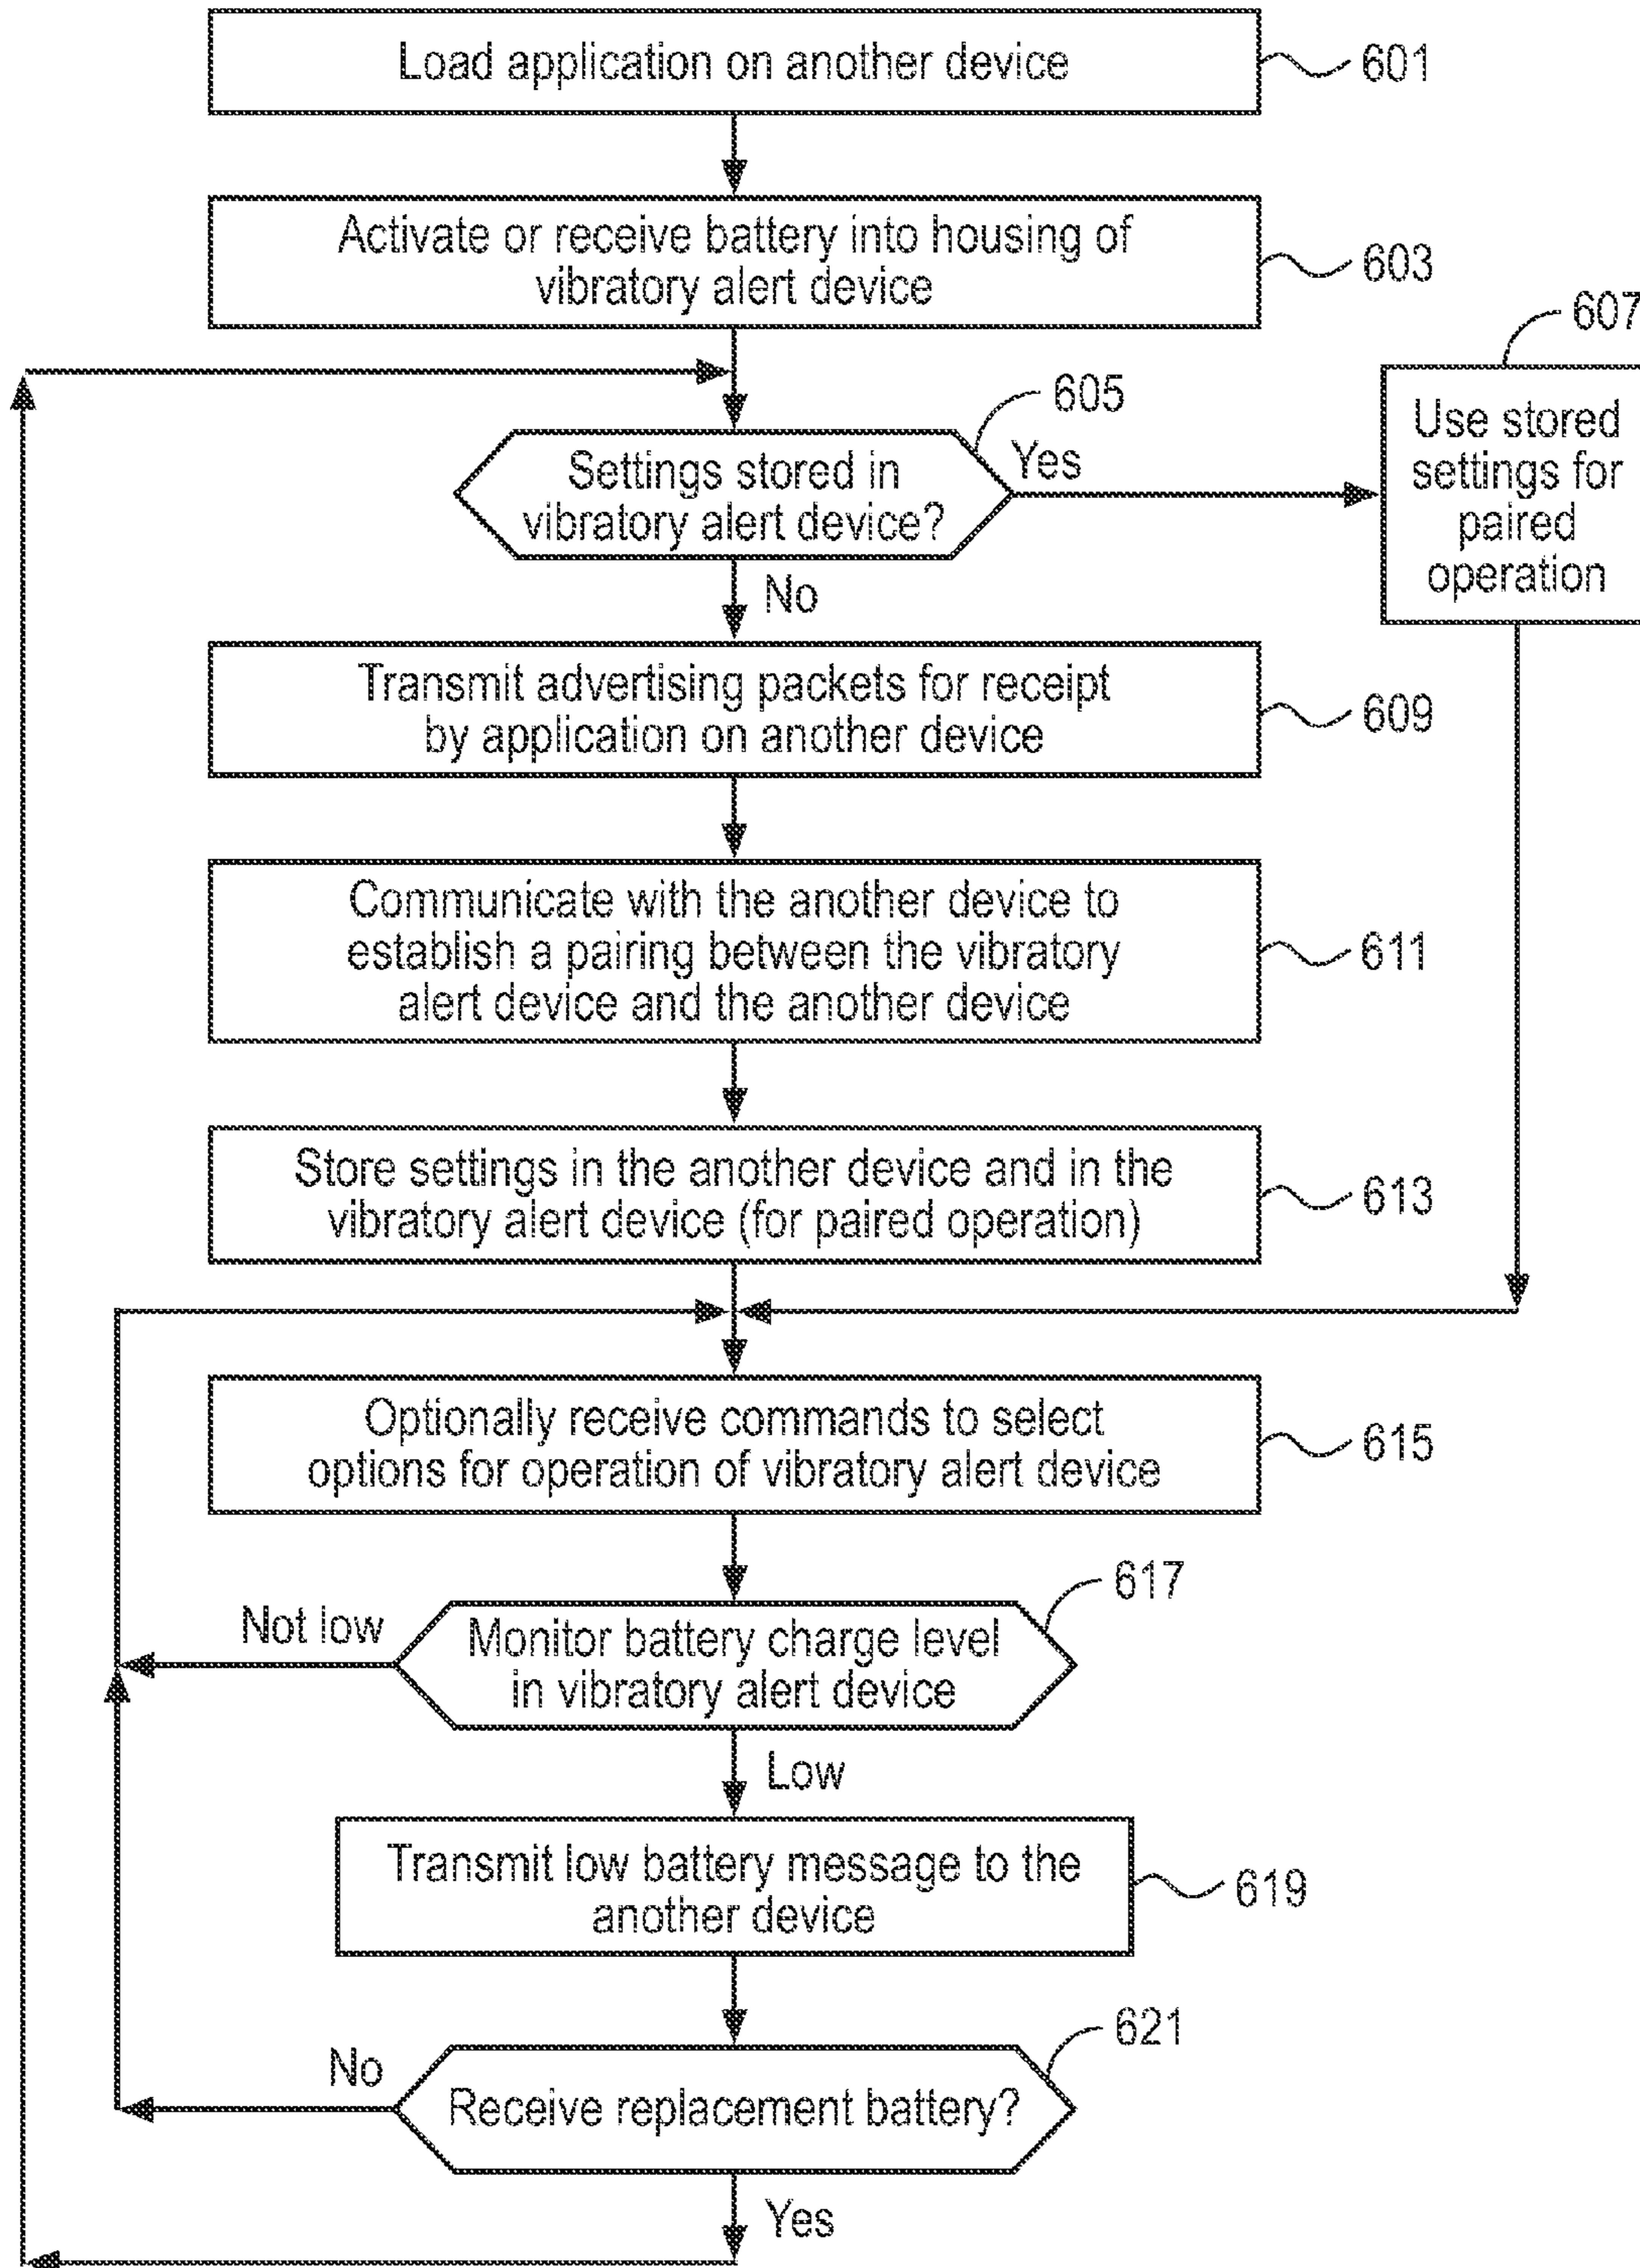 Load application on another device
601
Activate or receive battery into housing of
vibratory alert device
603
607
605
Settings stored in
vibratory alert device?
Yes
Use stored
settings for
paired
operation
No
Transmit advertising packets for receipt
by application on another device
609
Communicate with the another device to
establish a pairing between the vibratory
alert device and the another device
611
Store settings in the another device and in the
vibratory alert device (for paired operation)
613
Optionally receive commands to select
options for operation of vibratory alert device
615
617
Not low
Monitor battery charge level
in vibratory alert device
Low
Transmit low battery message to the
another device
619
621
No
Receive replacement battery?
Yes